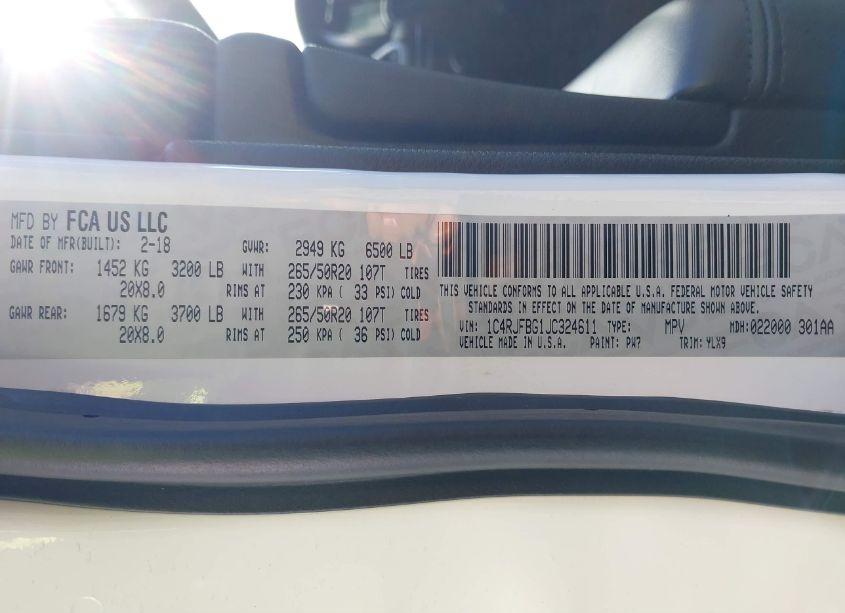 MFD BY FCA US LLC
DATE OF MFR(BUILT): 2-18 GVWR: 2949 KG 6500 LB
GAWR FRONT: 1452 KG 3200 LB WITH 265/50R20 107T TIRES
20X8.0 RIMS AT 230 KPA ( 33 PSI) COLD
GAWR REAR: 1679 KG 3700 LB WITH 265/50R20 107T TIRES
20X8.0 RIMS AT 250 KPA ( 36 PSI) COLD
THIS VEHICLE CONFORMS TO ALL APPLICABLE U.S.A. FEDERAL MOTOR VEHICLE SAFETY
STANDARDS IN EFFECT ON THE DATE OF MANUFACTURE SHOWN ABOVE.
VIN: 1C4RJFBG1JC324611 TYPE: MPV MDH:022000 301AA
VEHICLE MADE IN U.S.A. PAINT: PW7 TRIM: YLX9